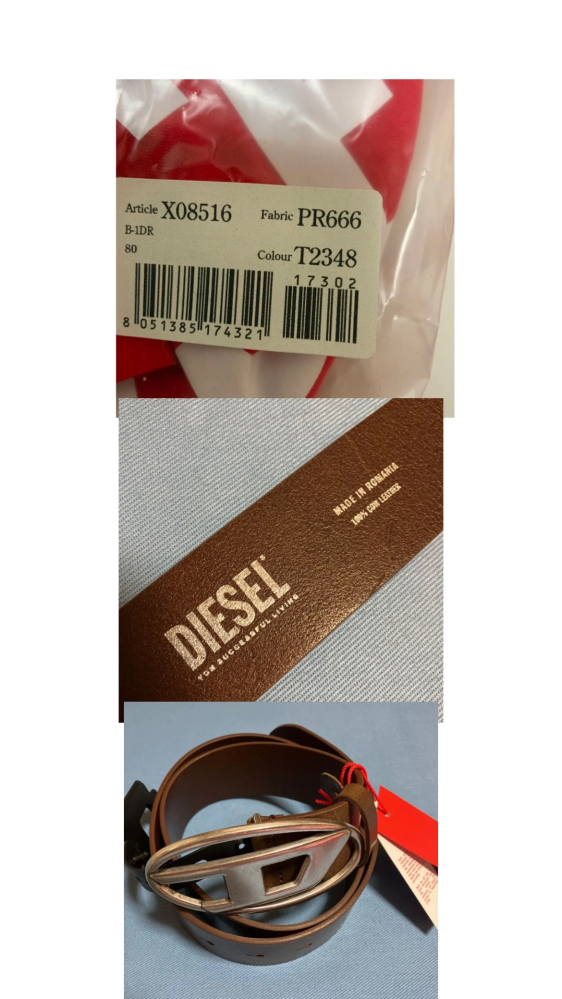 Article X08516 Fabric PR666
B-1DR
80 Colour T2348
17302
8 051385 174321
MADE IN ROMANIA
100% COW LEATHER
DIESEL
FOR SUCCESSFUL LIVING